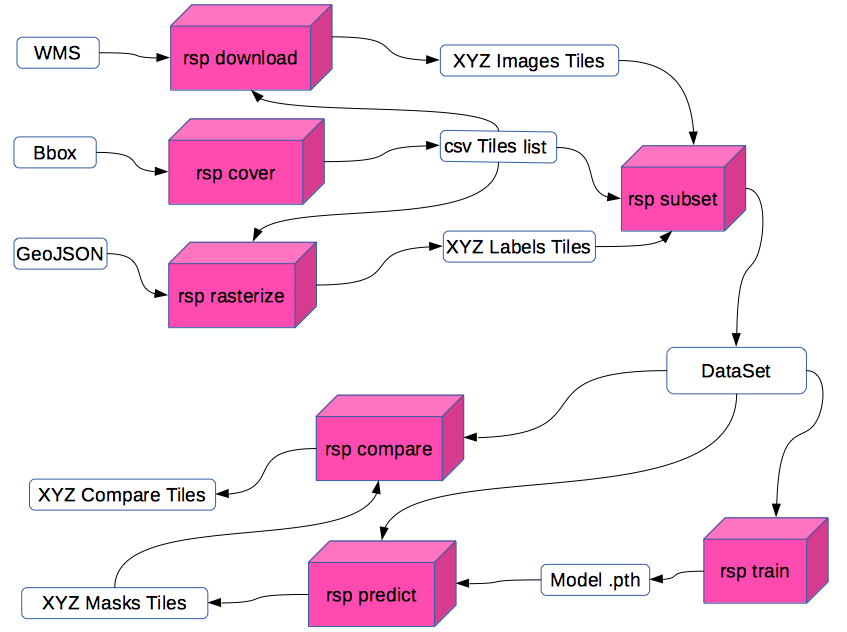 WMS
rsp download
XYZ Images Tiles
Bbox
rsp cover
csv Tiles list
rsp subset
GeoJSON
rsp rasterize
XYZ Labels Tiles
DataSet
rsp compare
XYZ Compare Tiles
rsp train
Model .pth
rsp predict
XYZ Masks Tiles